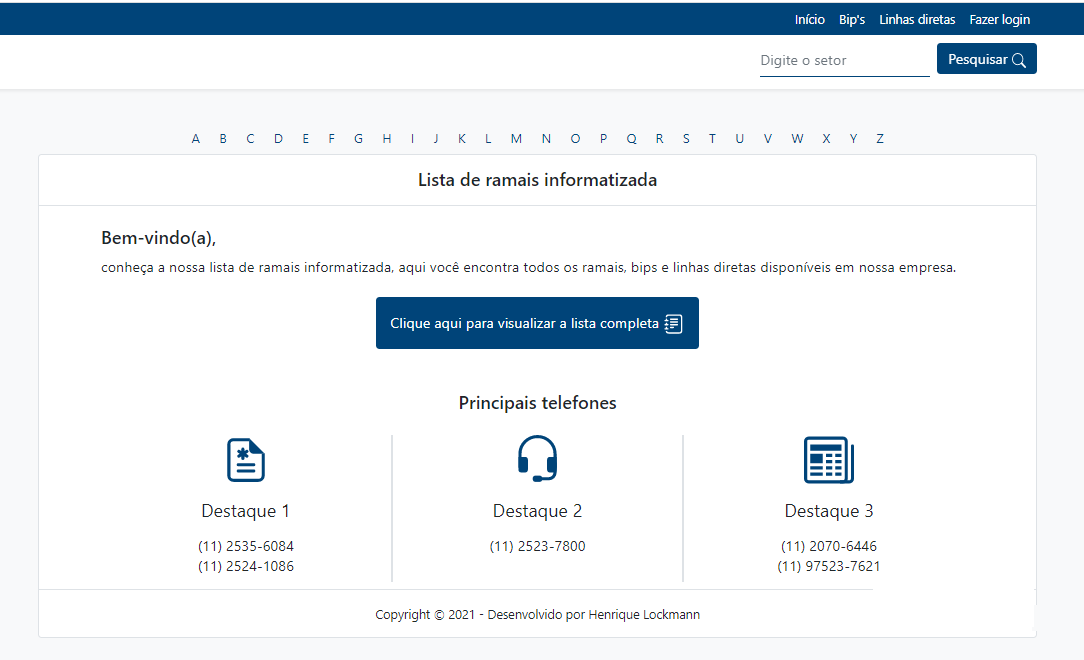 Início Bip's Linhas diretas Fazer login
Digite o setor Pesquisar
A B C D E F G H I J K L M N O P Q R S T U V W X Y Z
Lista de ramais informatizada
Bem-vindo(a),
conheça a nossa lista de ramais informatizada, aqui você encontra todos os ramais, bips e linhas diretas disponíveis em nossa empresa.
Clique aqui para visualizar a lista completa
Principais telefones
Destaque 1
(11) 2535-6084
(11) 2524-1086
Destaque 2
(11) 2523-7800
Destaque 3
(11) 2070-6446
(11) 97523-7621
Copyright © 2021 - Desenvolvido por Henrique Lockmann